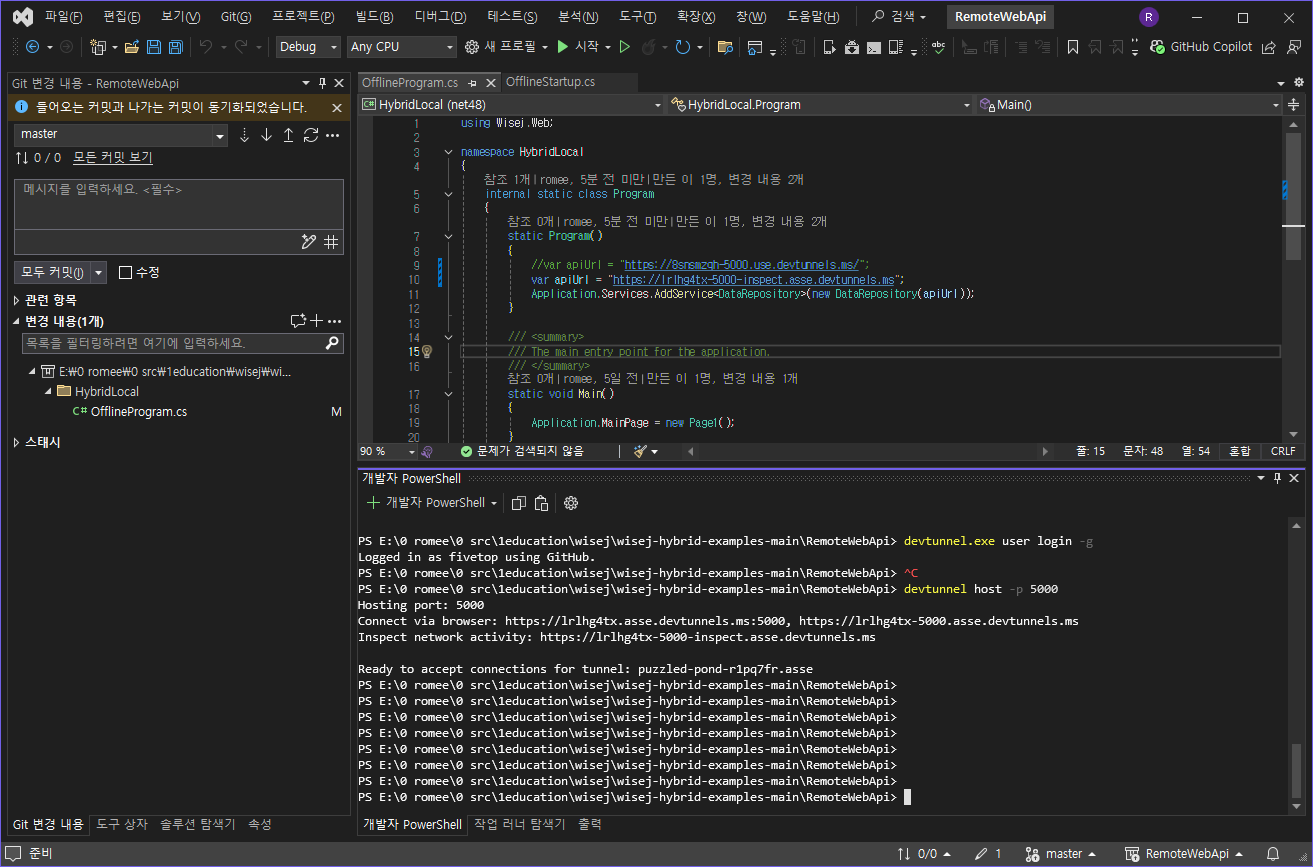 파일(F) 편집(E) 보기(V) Git(G) 프로젝트(P) 빌드(B) 디버그(D) 테스트(S) 분석(N) 도구(T) 확장(X) 창(W) 도움말(H) 검색 RemoteWebApi R
Debug Any CPU 새 프로필 시작 abc GitHub Copilot
Git 변경 내용 - RemoteWebApi
들어오는 커밋과 나가는 커밋이 동기화되었습니다.
master
0 / 0 모든 커밋 보기
메시지를 입력하세요. <필수>
모두 커밋(I) 수정
관련 항목
변경 내용(1개)
목록을 필터링하려면 여기에 입력하세요.
E:₩0 romee₩0 src₩1education₩wisej₩wi...
HybridLocal
C# OfflineProgram.cs M
스태시
Git 변경 내용 도구 상자 솔루션 탐색기 속성
OfflineProgram.cs OfflineStartup.cs
C# HybridLocal (net48) HybridLocal.Program Main()
1 using Wisej.Web;
2
3 namespace HybridLocal
4 {
참조 1개|romee, 5분 전 미만|만든 이 1명, 변경 내용 2개
5 internal static class Program
6 {
참조 0개|romee, 5분 전 미만|만든 이 1명, 변경 내용 2개
7 static Program()
8 {
9 //var apiUrl = "https://8snsmzqh-5000.use.devtunnels.ms/";
10 var apiUrl = "https://lrlhg4tx-5000-inspect.asse.devtunnels.ms";
11 Application.Services.AddService<DataRepository>(new DataRepository(apiUrl));
12 }
13
14 /// <summary>
15 /// The main entry point for the application.
16 /// </summary>
참조 0개|romee, 5일 전|만든 이 1명, 변경 내용 1개
17 static void Main()
18 {
19 Application.MainPage = new Page1();
20 }
90 % 문제가 검색되지 않음 줄: 15 문자: 48 열: 54 혼합 CRLF
개발자 PowerShell
개발자 PowerShell
PS E:\0 romee\0 src\1education\wisej\wisej-hybrid-examples-main\RemoteWebApi> devtunnel.exe user login -g
Logged in as fivetop using GitHub.
PS E:\0 romee\0 src\1education\wisej\wisej-hybrid-examples-main\RemoteWebApi> ^C
PS E:\0 romee\0 src\1education\wisej\wisej-hybrid-examples-main\RemoteWebApi> devtunnel host -p 5000
Hosting port: 5000
Connect via browser: https://lrlhg4tx.asse.devtunnels.ms:5000, https://lrlhg4tx-5000.asse.devtunnels.ms
Inspect network activity: https://lrlhg4tx-5000-inspect.asse.devtunnels.ms
Ready to accept connections for tunnel: puzzled-pond-r1pq7fr.asse
PS E:\0 romee\0 src\1education\wisej\wisej-hybrid-examples-main\RemoteWebApi>
PS E:\0 romee\0 src\1education\wisej\wisej-hybrid-examples-main\RemoteWebApi>
PS E:\0 romee\0 src\1education\wisej\wisej-hybrid-examples-main\RemoteWebApi>
PS E:\0 romee\0 src\1education\wisej\wisej-hybrid-examples-main\RemoteWebApi>
PS E:\0 romee\0 src\1education\wisej\wisej-hybrid-examples-main\RemoteWebApi>
PS E:\0 romee\0 src\1education\wisej\wisej-hybrid-examples-main\RemoteWebApi>
PS E:\0 romee\0 src\1education\wisej\wisej-hybrid-examples-main\RemoteWebApi>
PS E:\0 romee\0 src\1education\wisej\wisej-hybrid-examples-main\RemoteWebApi>
개발자 PowerShell 작업 러너 탐색기 출력
준비 0/0 1 master RemoteWebApi